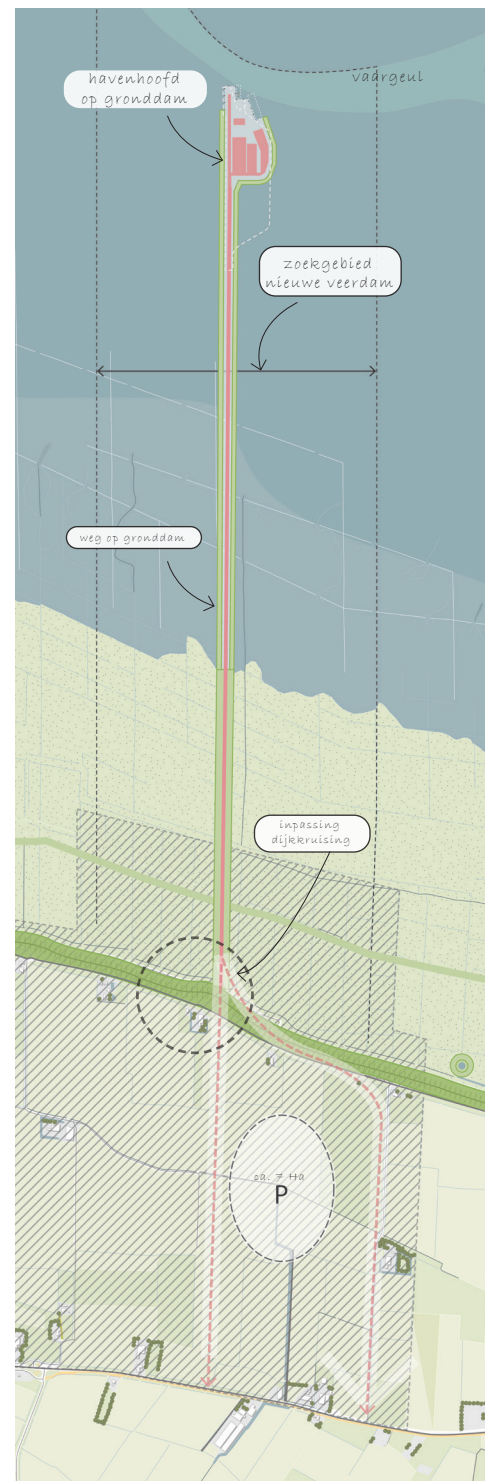 vaargeul
havenhoofd
op gronddam
zoekgebied
nieuwe veerdam
weg op gronddam
inpassing
dijkkruising
ca. 7 Ha
P